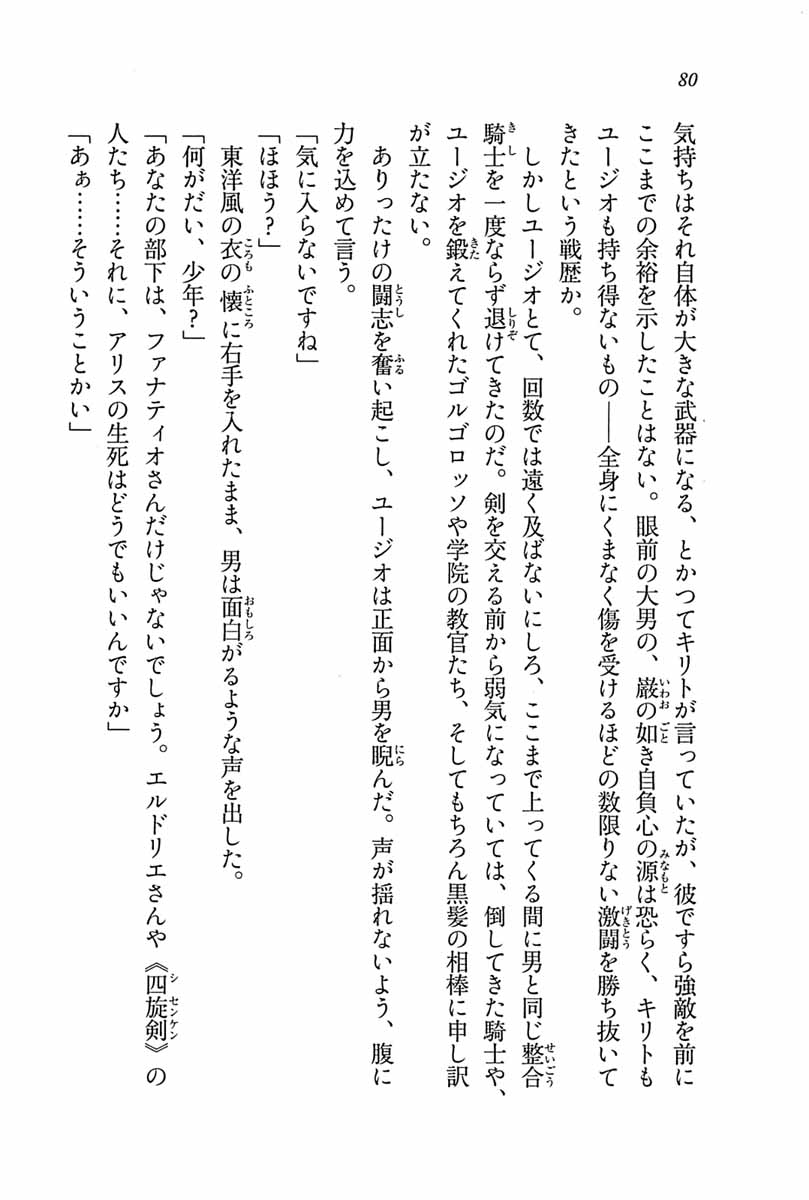 80
気持ちはそれ自体が大きな武器になる、とかつてキリトが言っていたが、彼ですら強敵を前に
ここまでの余裕を示したことはない。眼前の大男の、巌の如き自負心の源は恐らく、キリトも
ユージオも持ち得ないもの――全身にくまなく傷を受けるほどの数限りない激闘を勝ち抜いて
きたという戦歴か。
しかしユージオとて、回数では遠く及ばないにしろ、ここまで上ってくる間に男と同じ整合
騎士を一度ならず退けてきたのだ。剣を交える前から弱気になっていては、倒してきた騎士や、
ユージオを鍛えてくれたゴルゴロッソや学院の教官たち、そしてもちろん黒髪の相棒に申し訳
が立たない。
ありったけの闘志を奮い起こし、ユージオは正面から男を睨んだ。声が揺れないよう、腹に
力を込めて言う。
「気に入らないですね」
「ほほう?」
東洋風の衣の懐に右手を入れたまま、男は面白がるような声を出した。
「何がだい、少年?」
「あなたの部下は、ファナティオさんだけじゃないでしょう。エルドリエさんや《四旋剣》の
人たち……それに、アリスの生死はどうでもいいんですか」
「あぁ……そういうことかい」